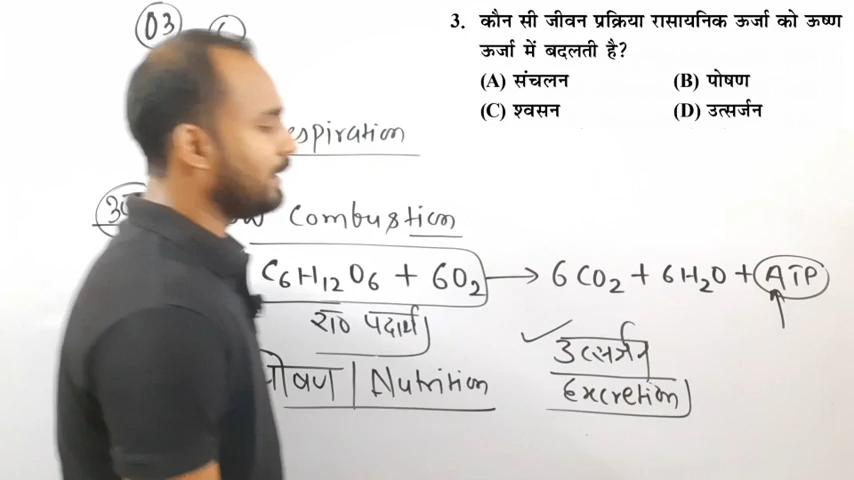 03
3. कौन सी जीवन प्रक्रिया रासायनिक ऊर्जा को ऊष्ण
ऊर्जा में बदलती है?
(A) संचलन (B) पोषण
(C) श्वसन (D) उत्सर्जन
Combustion
C6H12O6 + 6O2 → 6CO2 + 6H2O + ATP
रा० पदार्थ
उत्सर्जन
पोषण | Nutrition
Excretion